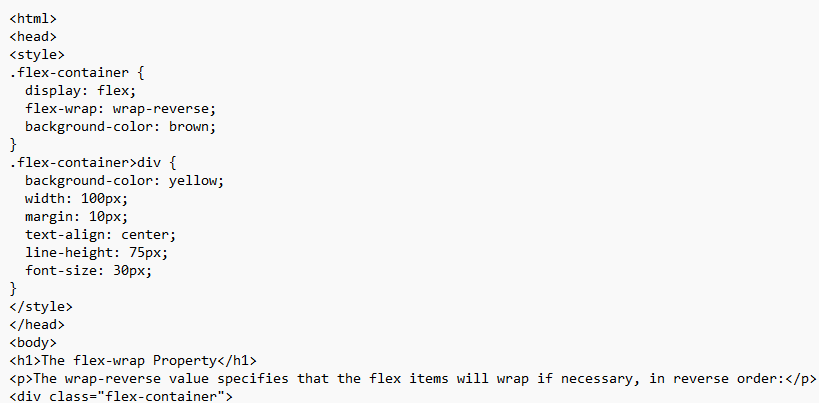 <html>
<head>
<style>
.flex-container {
  display: flex;
  flex-wrap: wrap-reverse;
  background-color: brown;
}
.flex-container>div {
  background-color: yellow;
  width: 100px;
  margin: 10px;
  text-align: center;
  line-height: 75px;
  font-size: 30px;
}
</style>
</head>
<body>
<h1>The flex-wrap Property</h1>
<p>The wrap-reverse value specifies that the flex items will wrap if necessary, in reverse order:</p>
<div class="flex-container">